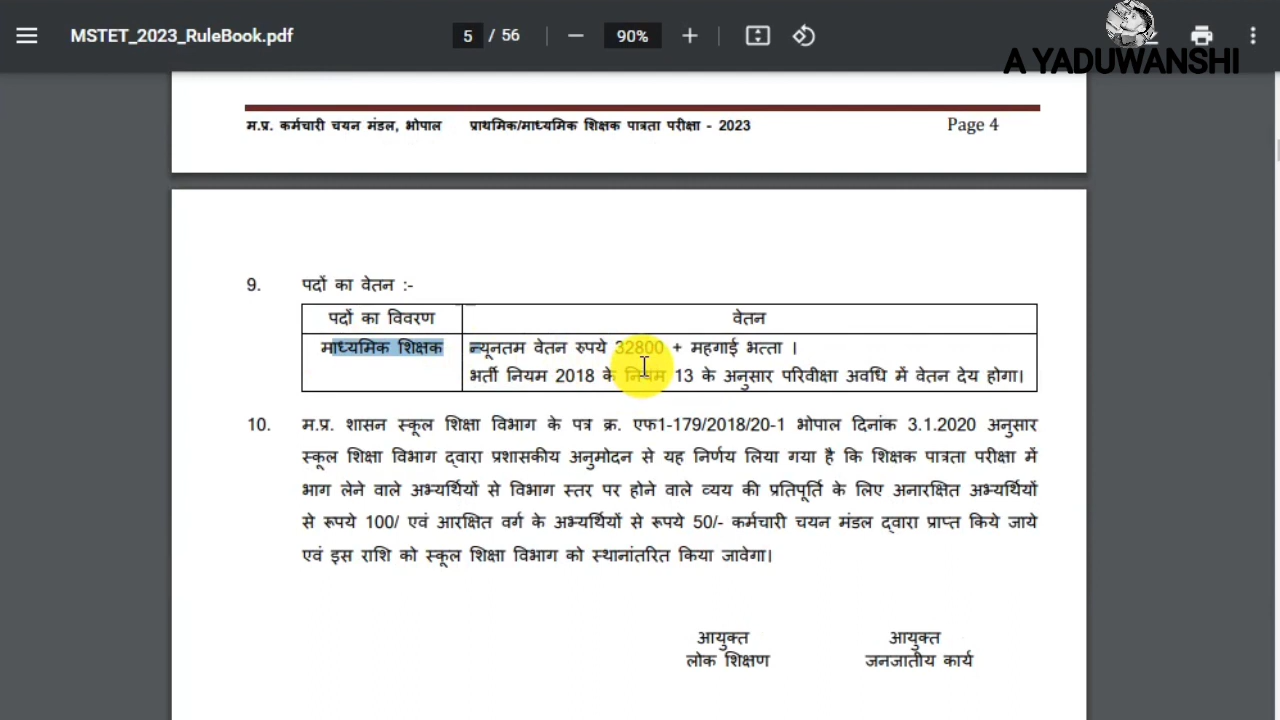 MSTET_2023_RuleBook.pdf
5 / 56
90%
A YADUWANSHI
म.प्र. कर्मचारी चयन मंडल, भोपाल प्राथमिक/माध्यमिक शिक्षक पात्रता परीक्षा - 2023 Page 4
9. पदों का वेतन :-
पदों का विवरण वेतन
माध्यमिक शिक्षक न्यूनतम वेतन रुपये 32800 + महगाई भत्ता ।
भर्ती नियम 2018 के नियम 13 के अनुसार परिवीक्षा अवधि में वेतन देय होगा।
10. म.प्र. शासन स्कूल शिक्षा विभाग के पत्र क्र. एफ1-179/2018/20-1 भोपाल दिनांक 3.1.2020 अनुसार
स्कूल शिक्षा विभाग द्वारा प्रशासकीय अनुमोदन से यह निर्णय लिया गया है कि शिक्षक पात्रता परीक्षा में
भाग लेने वाले अभ्यर्थियों से विभाग स्तर पर होने वाले व्यय की प्रतिपूर्ति के लिए अनारक्षित अभ्यर्थियों
से रूपये 100/ एवं आरक्षित वर्ग के अभ्यर्थियों से रूपये 50/- कर्मचारी चयन मंडल द्वारा प्राप्त किये जाये
एवं इस राशि को स्कूल शिक्षा विभाग को स्थानांतरित किया जावेगा।
आयुक्त आयुक्त
लोक शिक्षण जनजातीय कार्य